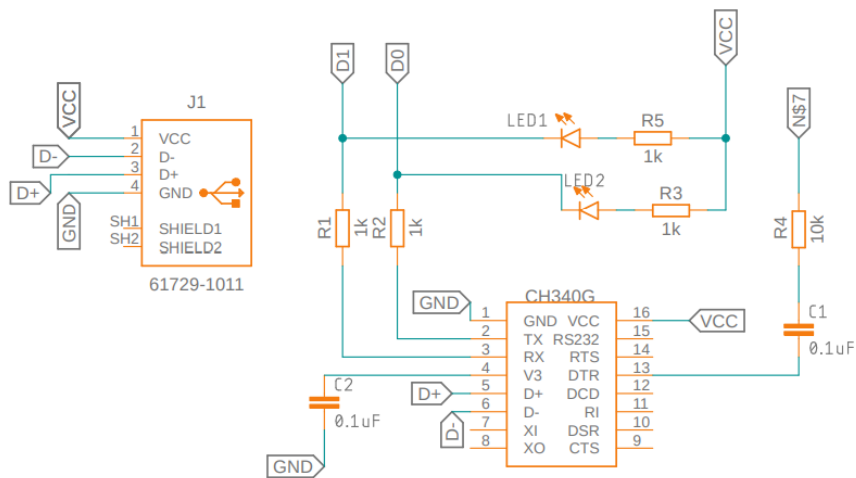 D1
D0
VCC
N$7
J1
VCC
D-
D+
GND
1
2
3
4
VCC
D-
D+
GND
SH1
SH2
SHIELD1
SHIELD2
61729-1011
LED1
R5
1k
LED2
R3
1k
R1
1k
R2
1k
R4
10k
C1
0.1uF
GND
CH340G
1
2
3
4
5
6
7
8
GND
TX
RX
V3
D+
D-
XI
XO
VCC
RS232
RTS
DTR
DCD
RI
DSR
CTS
16
15
14
13
12
11
10
9
VCC
D+
D-
C2
0.1uF
GND